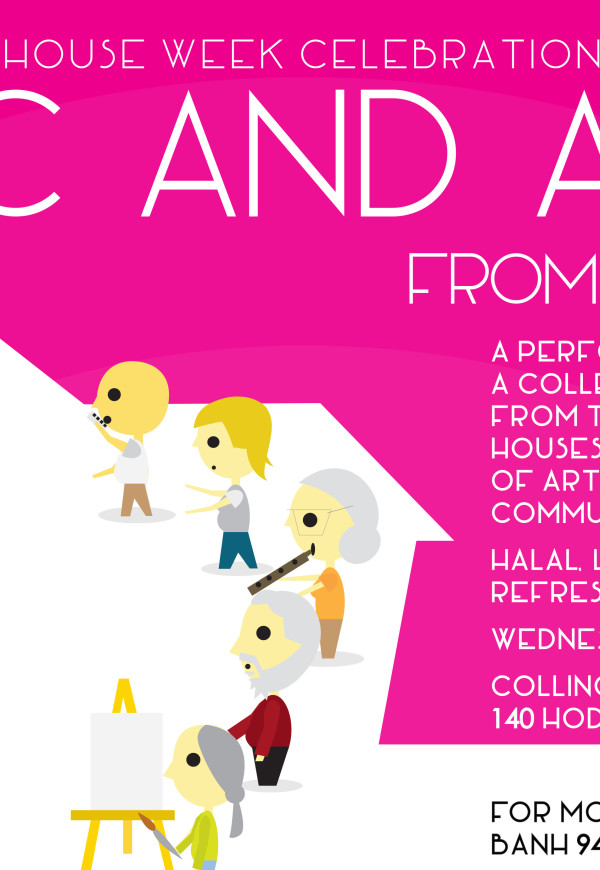 HOUSE WEEK CELEBRATION
C AND A
FROM
A PERFO
A COLLE
FROM T
HOUSES
OF ART
COMMU
HALAL, L
REFRES
WEDNES
COLLING
140 HOD
FOR MO
BANH 94